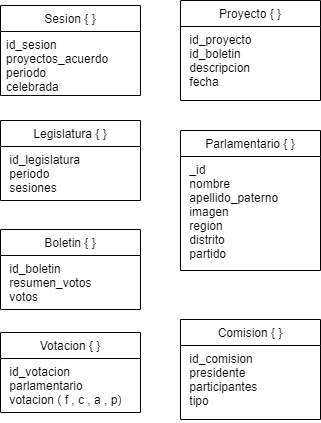 Sesion { }
id_sesion
proyectos_acuerdo
periodo
celebrada
Proyecto { }
id_proyecto
id_boletin
descripcion
fecha
Legislatura { }
id_legislatura
periodo
sesiones
Parlamentario { }
_id
nombre
apellido_paterno
imagen
region
distrito
partido
Boletin { }
id_boletin
resumen_votos
votos
Votacion { }
id_votacion
parlamentario
votacion ( f , c , a , p)
Comision { }
id_comision
presidente
participantes
tipo